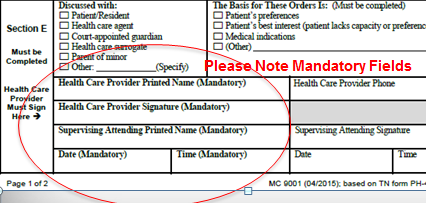 Discussed with:
The Basis for These Orders Is: (Must be completed)
Section E
Must be
Completed
Patient/Resident
Health care agent
Court-appointed guardian
Health care surrogate
Parent of minor
Other: (Specify)
Patient's preferences
Patient's best interest (patient lacks capacity or preference
Medical indications
(Other)
Please Note Mandatory Fields
Health Care
Provider
Must Sign
Here →
Health Care Provider Printed Name (Mandatory)
Health Care Provider Phone
Health Care Provider Signature (Mandatory)
Supervising Attending Printed Name (Mandatory)
Supervising Attending Signature
Date (Mandatory)
Time (Mandatory)
Date
Time
Page 1 of 2
MC 9001 (04/2015); based on TN form PH-